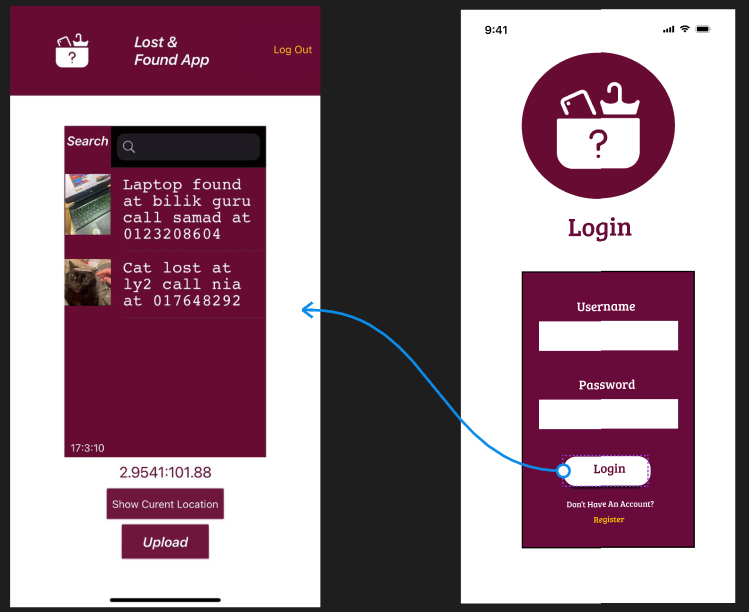 Lost &
Found App
Log Out
Search
Laptop found
at bilik guru
call samad at
0123208604
Cat lost at
ly2 call nia
at 017648292
17:3:10
2.9541:101.88
Show Curent Location
Upload
9:41
?
Login
Username
Password
Login
Don't Have An Account?
Register